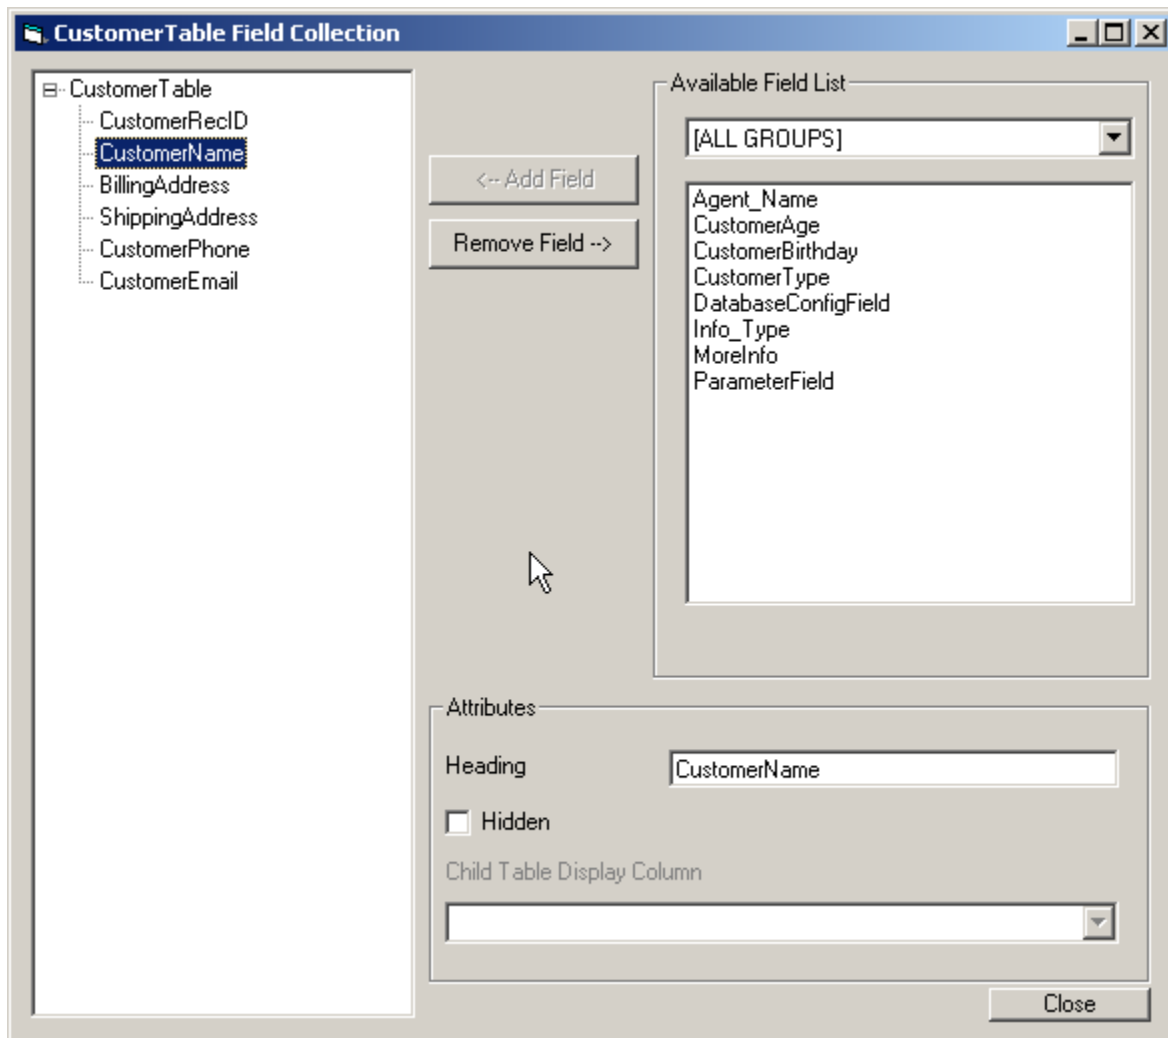 CustomerTable Field Collection
CustomerTable
CustomerRecID
CustomerName
BillingAddress
ShippingAddress
CustomerPhone
CustomerEmail
<-- Add Field
Remove Field -->
Available Field List
[ALL GROUPS]
Agent_Name
CustomerAge
CustomerBirthday
CustomerType
DatabaseConfigField
Info_Type
MoreInfo
ParameterField
Attributes
Heading
CustomerName
Hidden
Child Table Display Column
Close